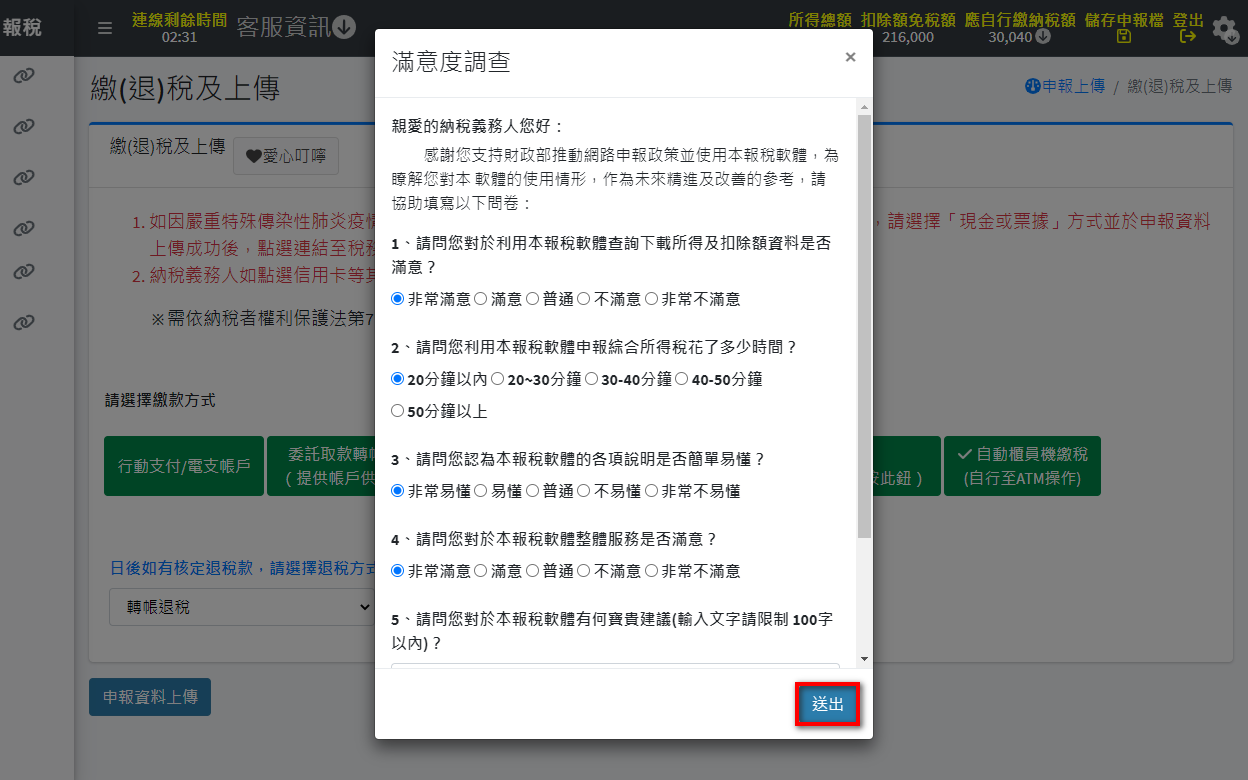 報稅
連線剩餘時間
02:31
客服資訊
所得總額 扣除額免稅額 應自行繳納稅額 儲存申報檔 登出
216,000 30,040
繳(退)稅及上傳
申報上傳 / 繳(退)稅及上傳
繳(退)稅及上傳
愛心叮嚀
1. 如因嚴重特殊傳染性肺炎疫情
，請選擇「現金或票據」方式並於申報資料
上傳成功後，點選連結至稅務
2. 納稅義務人如點選信用卡等其
※需依納稅者權利保護法第7
請選擇繳款方式
行動支付/電支帳戶
委託取款轉帳
( 提供帳戶供
按此鈕 )
自動櫃員機繳稅
(自行至ATM操作)
日後如有核定退稅款，請選擇退稅方式
轉帳退稅
申報資料上傳
滿意度調查
×
親愛的納稅義務人您好：
感謝您支持財政部推動網路申報政策並使用本報稅軟體，為
瞭解您對本 軟體的使用情形，作為未來精進及改善的參考，請
協助填寫以下問卷：
1、請問您對於利用本報稅軟體查詢下載所得及扣除額資料是否
滿意？
非常滿意 滿意 普通 不滿意 非常不滿意
2、請問您利用本報稅軟體申報綜合所得稅花了多少時間？
20分鐘以內 20~30分鐘 30-40分鐘 40-50分鐘
50分鐘以上
3、請問您認為本報稅軟體的各項說明是否簡單易懂？
非常易懂 易懂 普通 不易懂 非常不易懂
4、請問您對於本報稅軟體整體服務是否滿意？
非常滿意 滿意 普通 不滿意 非常不滿意
5、請問您對於本報稅軟體有何寶貴建議(輸入文字請限制 100字
以內)？
送出